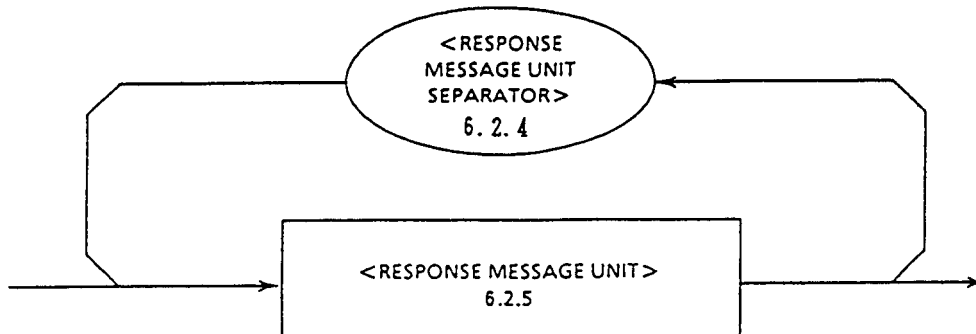 <RESPONSE
MESSAGE UNIT
SEPARATOR>
6.2.4
<RESPONSE MESSAGE UNIT>
6.2.5